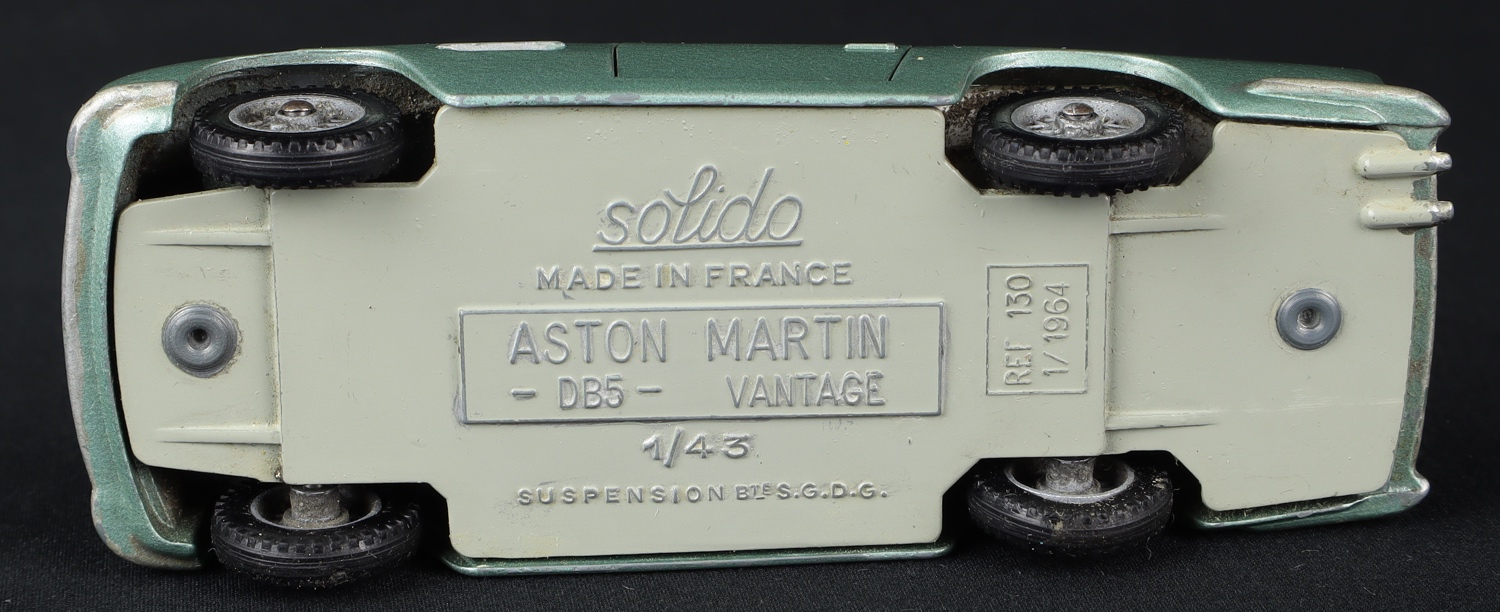 solido
MADE IN FRANCE
ASTON MARTIN
- DB5 - VANTAGE
1/43
SUSPENSION BTE S.G.D.G.
REF 130
1/1964